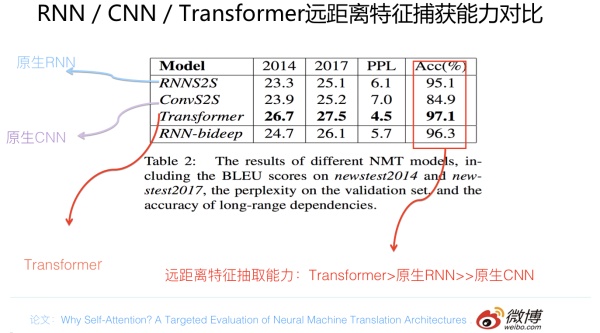 RNN / CNN / Transformer远距离特征捕获能力对比
原生RNN
原生CNN
Transformer
Model 2014 2017 PPL Acc(%)
RNNS2S 23.3 25.1 6.1 95.1
ConvS2S 23.9 25.2 7.0 84.9
Transformer 26.7 27.5 4.5 97.1
RNN-bideep 24.7 26.1 5.7 96.3
Table 2: The results of different NMT models, in-
cluding the BLEU scores on newstest2014 and new-
stest2017, the perplexity on the validation set, and the
accuracy of long-range dependencies.
远距离特征抽取能力：Transformer>原生RNN>>原生CNN
论文：Why Self-Attention? A Targeted Evaluation of Neural Machine Translation Architectures
微博
weibo.com